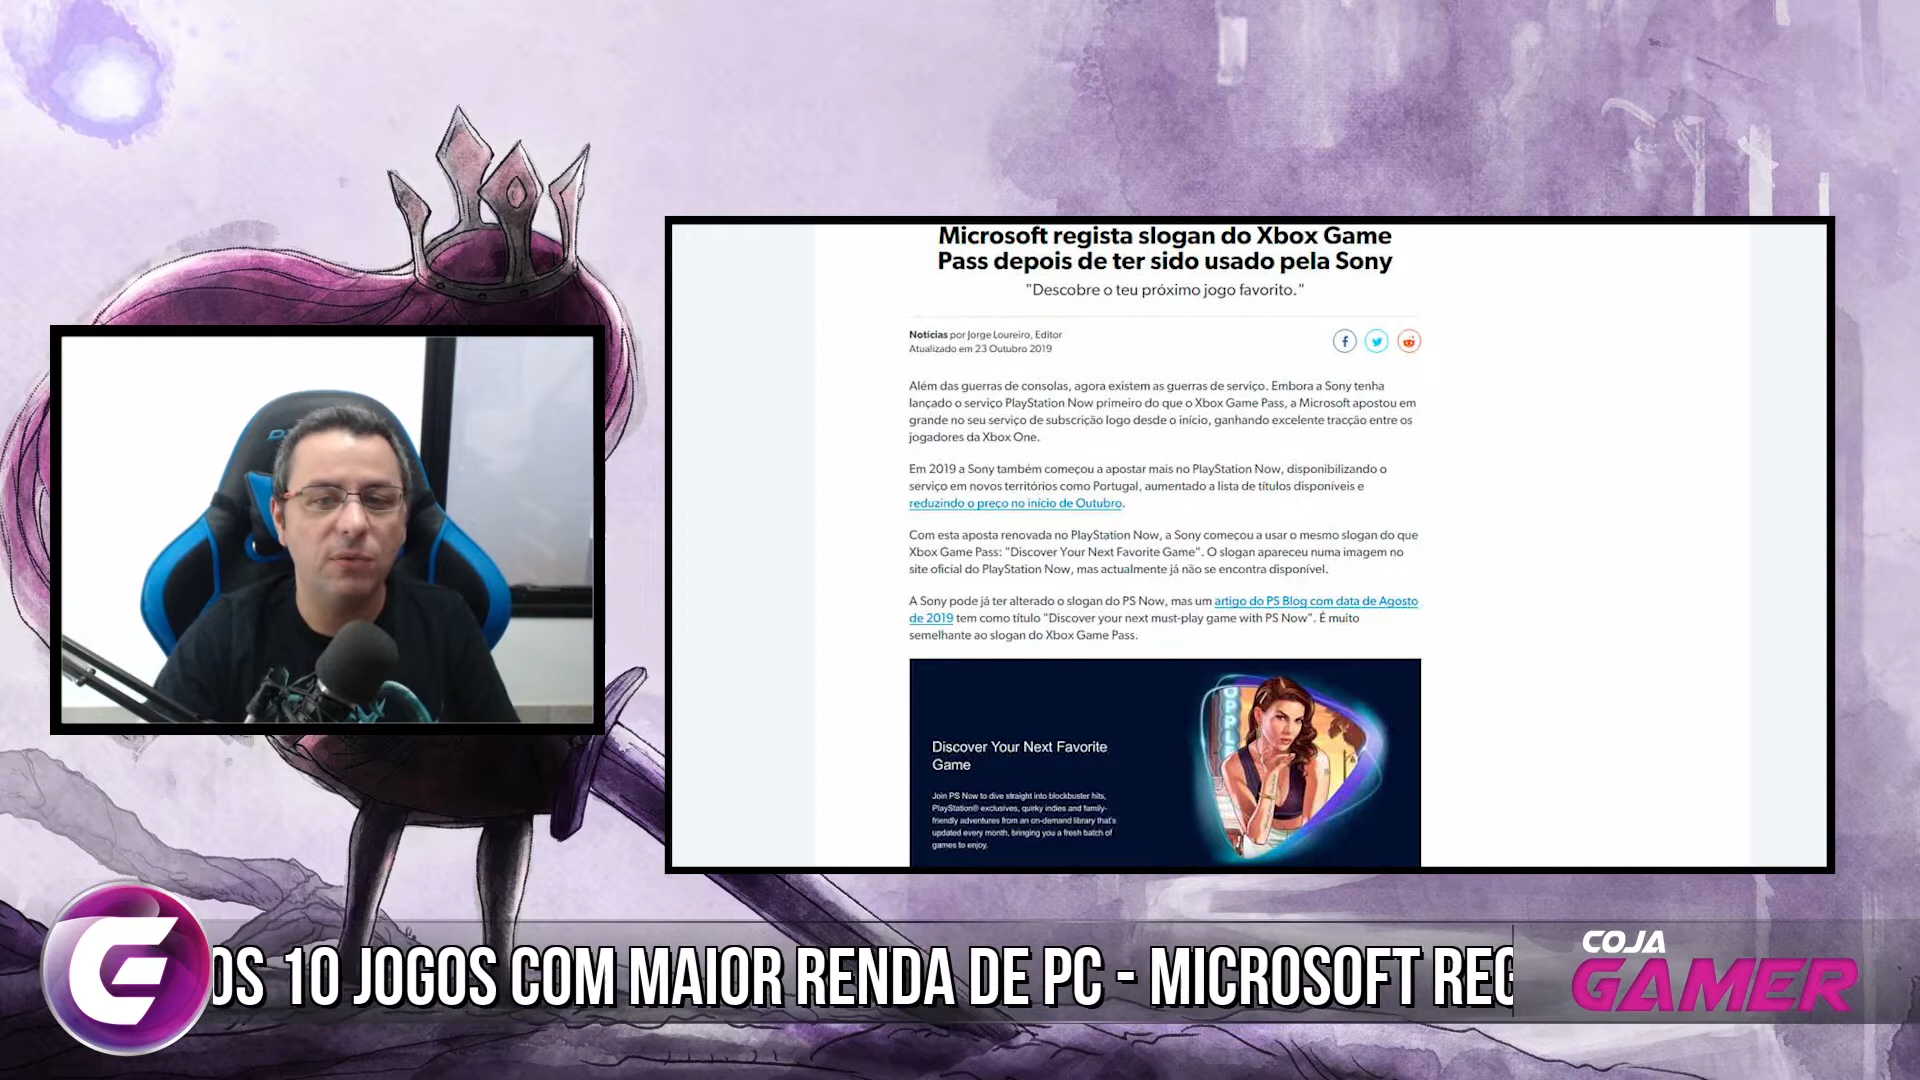 Microsoft regista slogan do Xbox Game
Pass depois de ter sido usado pela Sony
"Descobre o teu próximo jogo favorito."
Notícias por Jorge Loureiro, Editor
Atualizado em 23 Outubro 2019
Além das guerras de consolas, agora existem as guerras de serviço. Embora a Sony tenha
lançado o serviço PlayStation Now primeiro do que o Xbox Game Pass, a Microsoft apostou em
grande no seu serviço de subscrição logo desde o início, ganhando excelente tracção entre os
jogadores da Xbox One.
Em 2019 a Sony também começou a apostar mais no PlayStation Now, disponibilizando o
serviço em novos territórios como Portugal, aumentado a lista de títulos disponíveis e
reduzindo o preço no início de Outubro.
Com esta aposta renovada no PlayStation Now, a Sony começou a usar o mesmo slogan do que
Xbox Game Pass: "Discover Your Next Favorite Game". O slogan apareceu numa imagem no
site oficial do PlayStation Now, mas actualmente já não se encontra disponível.
A Sony pode já ter alterado o slogan do PS Now, mas um artigo do PS Blog com data de Agosto
de 2019 tem como título "Discover your next must-play game with PS Now". É muito
semelhante ao slogan do Xbox Game Pass.
Discover Your Next Favorite
Game
Join PS Now to dive straight into blockbuster hits,
PlayStation® exclusives, quirky indies and family-
friendly adventures from an on-demand library that's
updated every month, bringing you a fresh batch of
games to enjoy.
OS 10 JOGOS COM MAIOR RENDA DE PC - MICROSOFT REG
COJA
GAMER